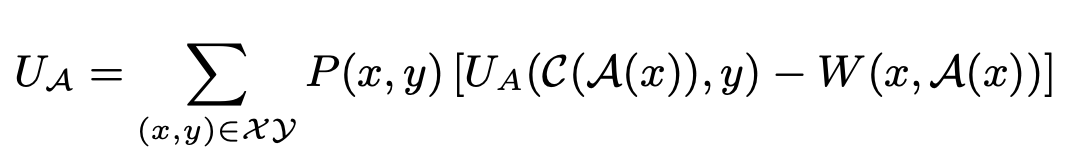 U_𝒜 = ∑_{(x,y)∈𝒳𝒴} P(x, y) [U_A(𝒞(𝒜(x)), y) − W(x, 𝒜(x))]